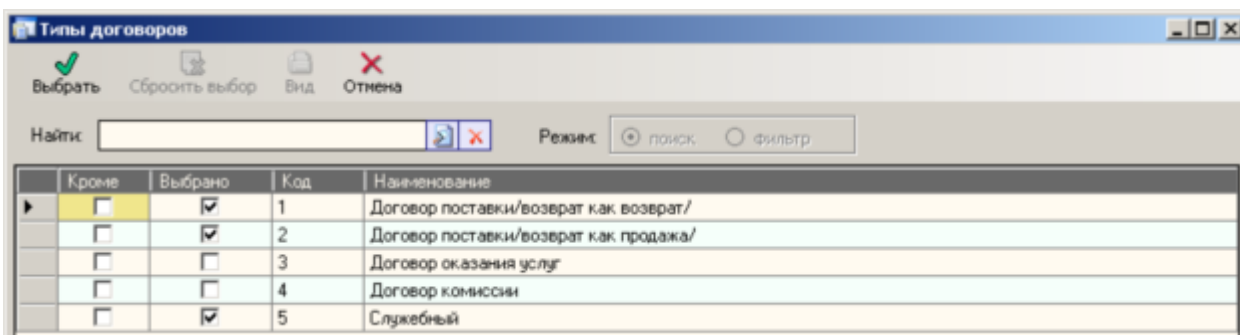 Типы договоров
Выбрать Сбросить выбор Вид Отмена
Найти: Режим: поиск фильтр
Кроме Выбрано Код Наименование
1 Договор поставки/возврат как возврат/
2 Договор поставки/возврат как продажа/
3 Договор оказания услуг
4 Договор комиссии
5 Служебный